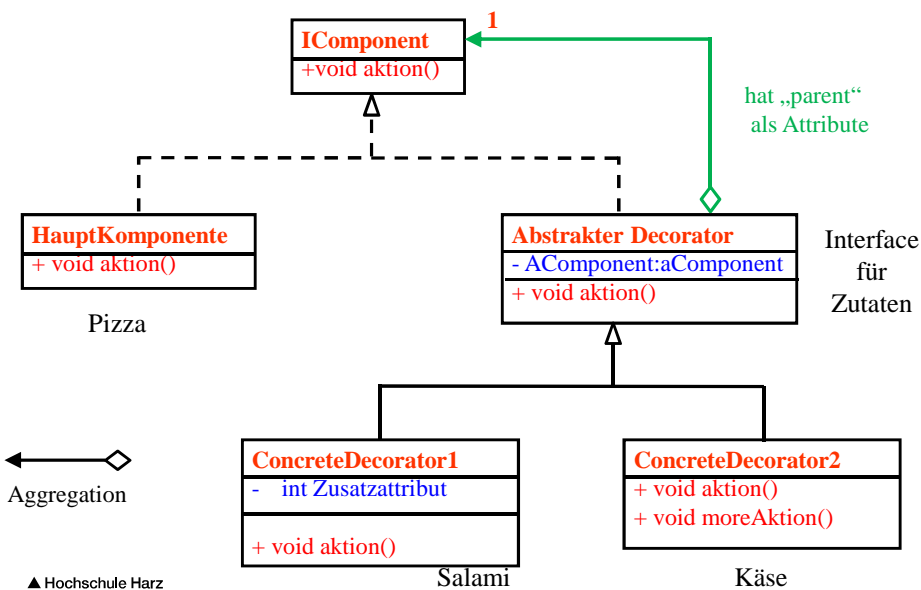 IComponent
+void aktion()
1
hat „parent“
als Attribute
HauptKomponente
+ void aktion()
Pizza
Abstrakter Decorator
- AComponent:aComponent
+ void aktion()
Interface
für
Zutaten
Aggregation
ConcreteDecorator1
- int Zusatzattribut
+ void aktion()
Salami
ConcreteDecorator2
+ void aktion()
+ void moreAktion()
Käse
Hochschule Harz